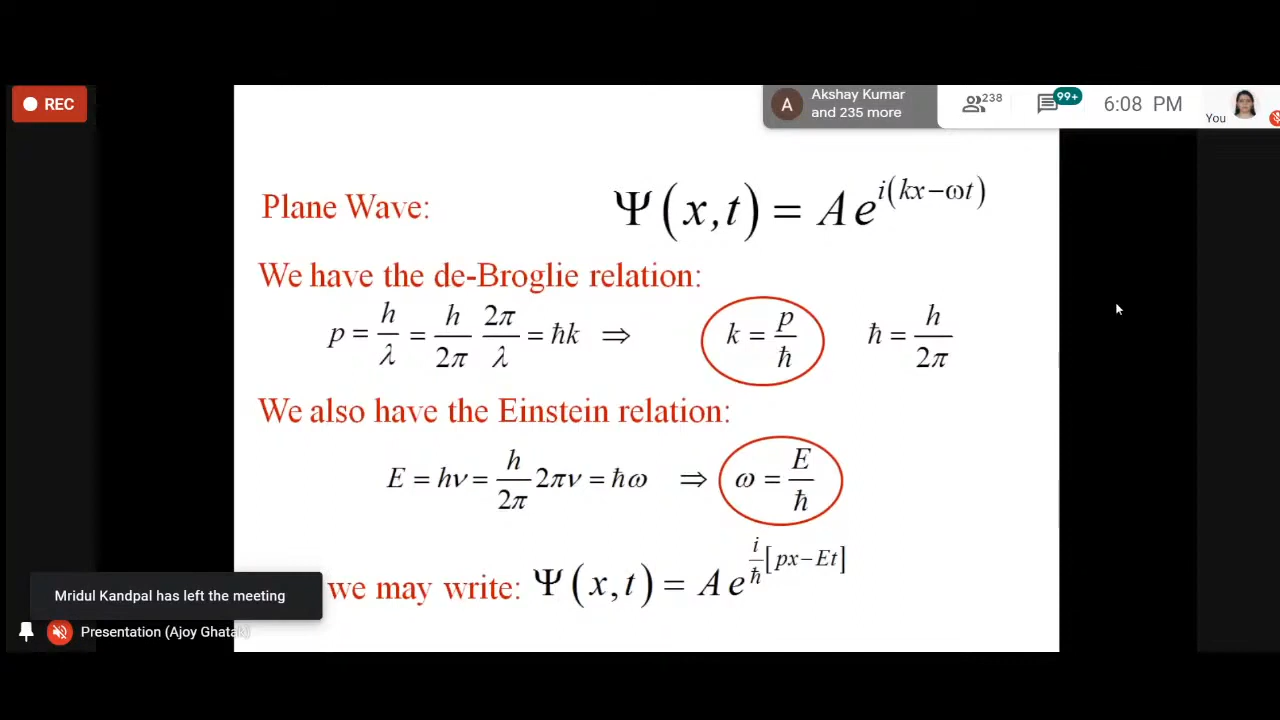 REC
A
Akshay Kumar
and 235 more
238
99+
6:08 PM
You
Plane Wave: Ψ(x,t) = Ae^{i(kx−ωt)}
We have the de-Broglie relation:
p = h/λ = h/2π 2π/λ = ħk ⇒ k = p/ħ ħ = h/2π
We also have the Einstein relation:
E = hν = h/2π 2πν = ħω ⇒ ω = E/ħ
we may write: Ψ(x,t) = Ae^{i/ħ[px−Et]}
Mridul Kandpal has left the meeting
Presentation (Ajoy Ghatak)